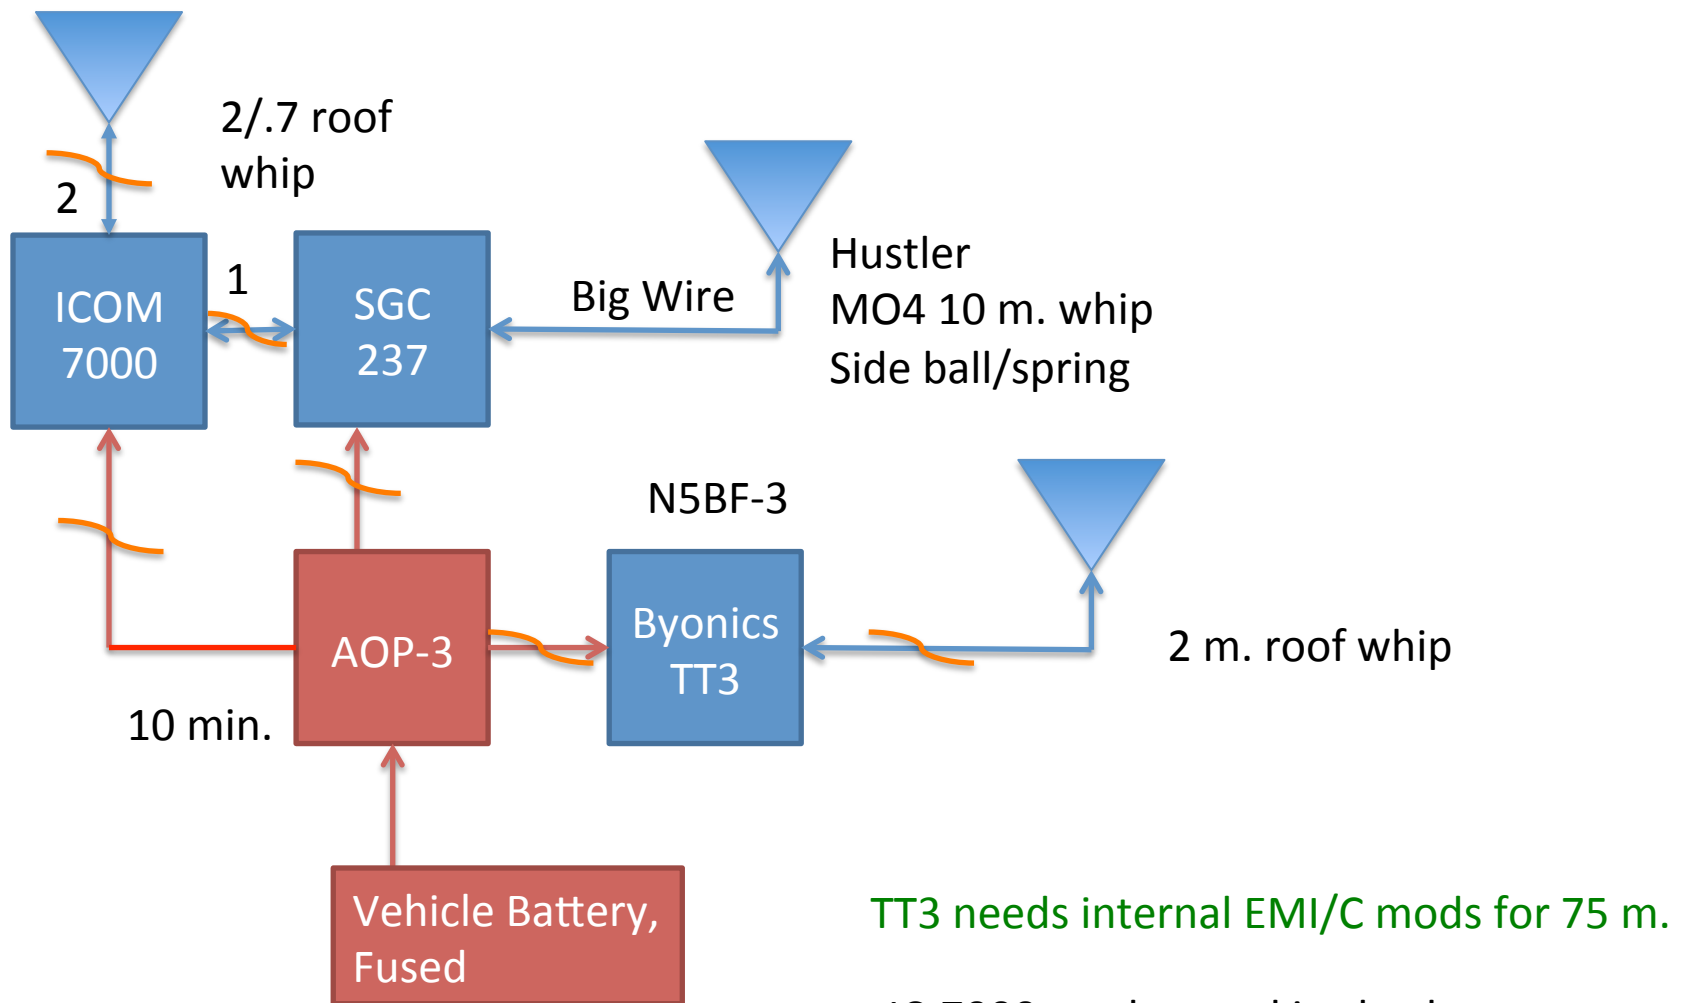 2/.7 roof
whip
2
1
ICOM
7000
SGC
237
Big Wire
Hustler
MO4 10 m. whip
Side ball/spring
N5BF-3
AOP-3
Byonics
TT3
2 m. roof whip
10 min.
Vehicle Battery,
Fused
TT3 needs internal EMI/C mods for 75 m.